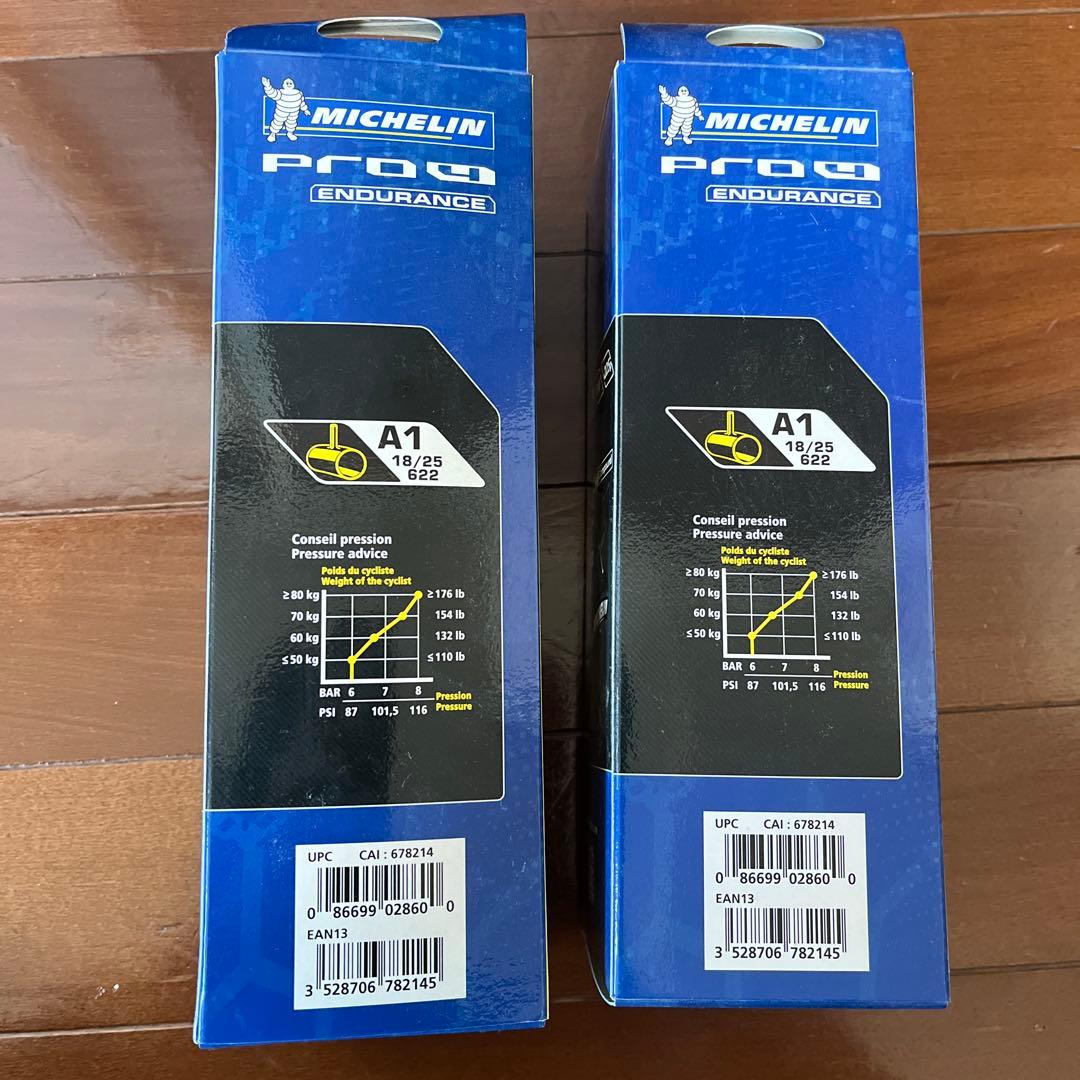 MICHELIN
PRO4
ENDURANCE
A1
18/25
622
Conseil pression
Pressure advice
Poids du cycliste
Weight of the cyclist
≥ 80 kg ≥ 176 lb
70 kg 154 lb
60 kg 132 lb
≤ 50 kg ≤ 110 lb
BAR 6 7 8
PSI 87 101,5 116
Pression
Pressure
UPC CAI : 678214
0 86699 02860 0
EAN13
3 528706 782145
MICHELIN
PRO4
ENDURANCE
A1
18/25
622
Conseil pression
Pressure advice
Poids du cycliste
Weight of the cyclist
≥ 80 kg ≥ 176 lb
70 kg 154 lb
60 kg 132 lb
≤ 50 kg ≤ 110 lb
BAR 6 7 8
PSI 87 101,5 116
Pression
Pressure
UPC CAI : 678214
0 86699 02860 0
EAN13
3 528706 782145